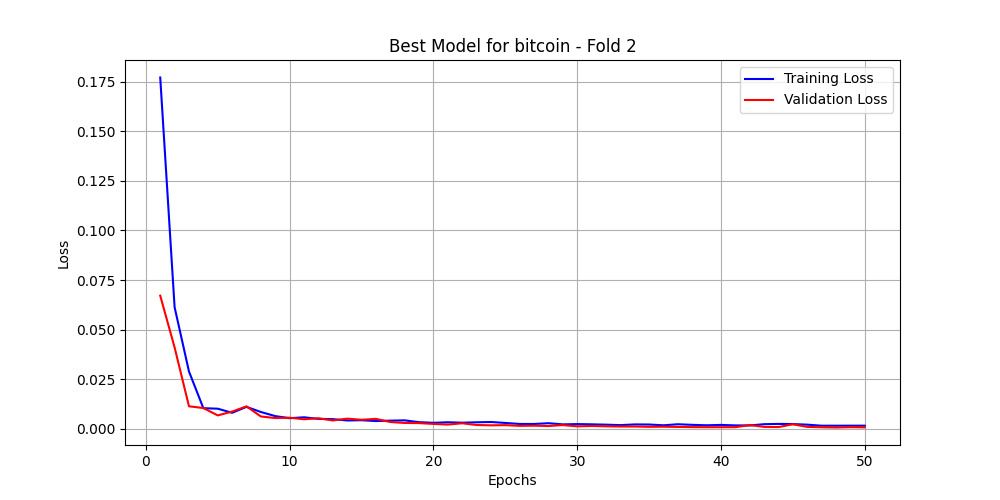 Best Model for bitcoin - Fold 2
Training Loss
Validation Loss
0.175
0.150
0.125
0.100
0.075
0.050
0.025
0.000
Loss
0 10 20 30 40 50
Epochs